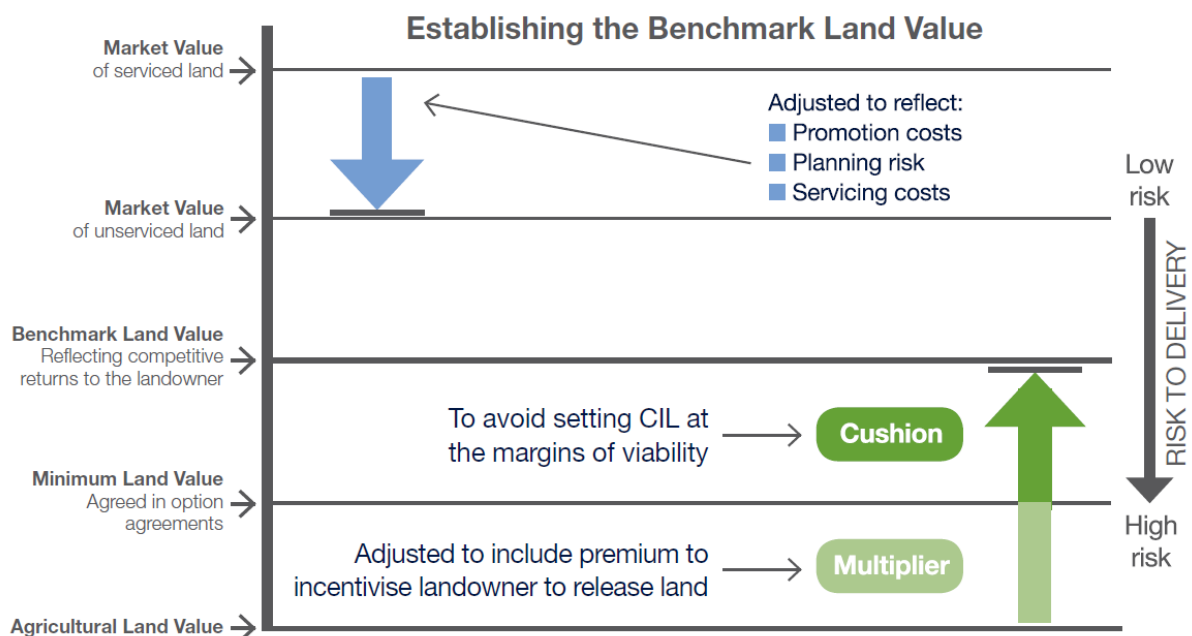 Establishing the Benchmark Land Value
Market Value
of serviced land
Adjusted to reflect:
Promotion costs
Planning risk
Servicing costs
Low
risk
Market Value
of unserviced land
RISK TO DELIVERY
Benchmark Land Value
Reflecting competitive
returns to the landowner
To avoid setting CIL at
the margins of viability
Cushion
Minimum Land Value
Agreed in option
agreements
High
risk
Adjusted to include premium to
incentivise landowner to release land
Multiplier
Agricultural Land Value